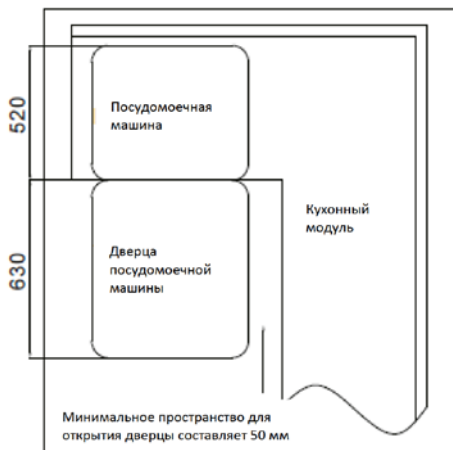 520
Посудомоечная
машина
Кухонный
модуль
630
Дверца
посудомоечной
машины
Минимальное пространство для
открытия дверцы составляет 50 мм